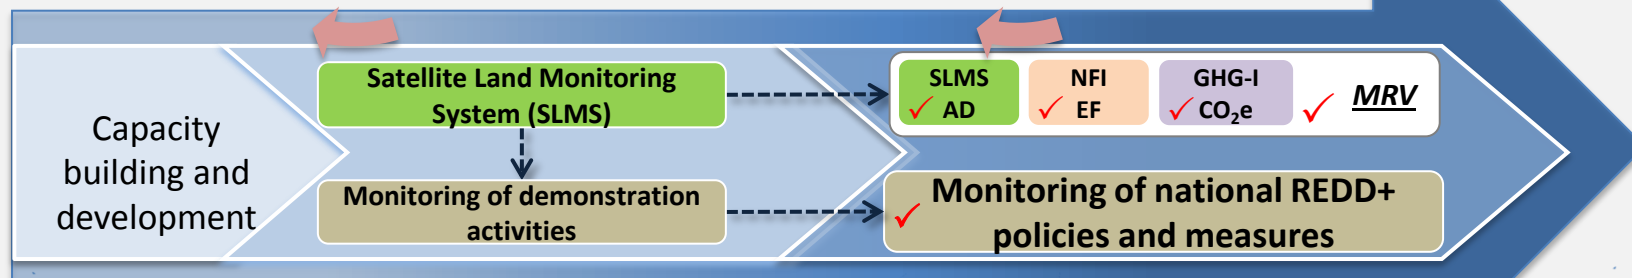 Capacity
building and
development
Satellite Land Monitoring
System (SLMS)
Monitoring of demonstration
activities
SLMS
AD
NFI
EF
GHG-I
CO₂e
MRV
Monitoring of national REDD+
policies and measures